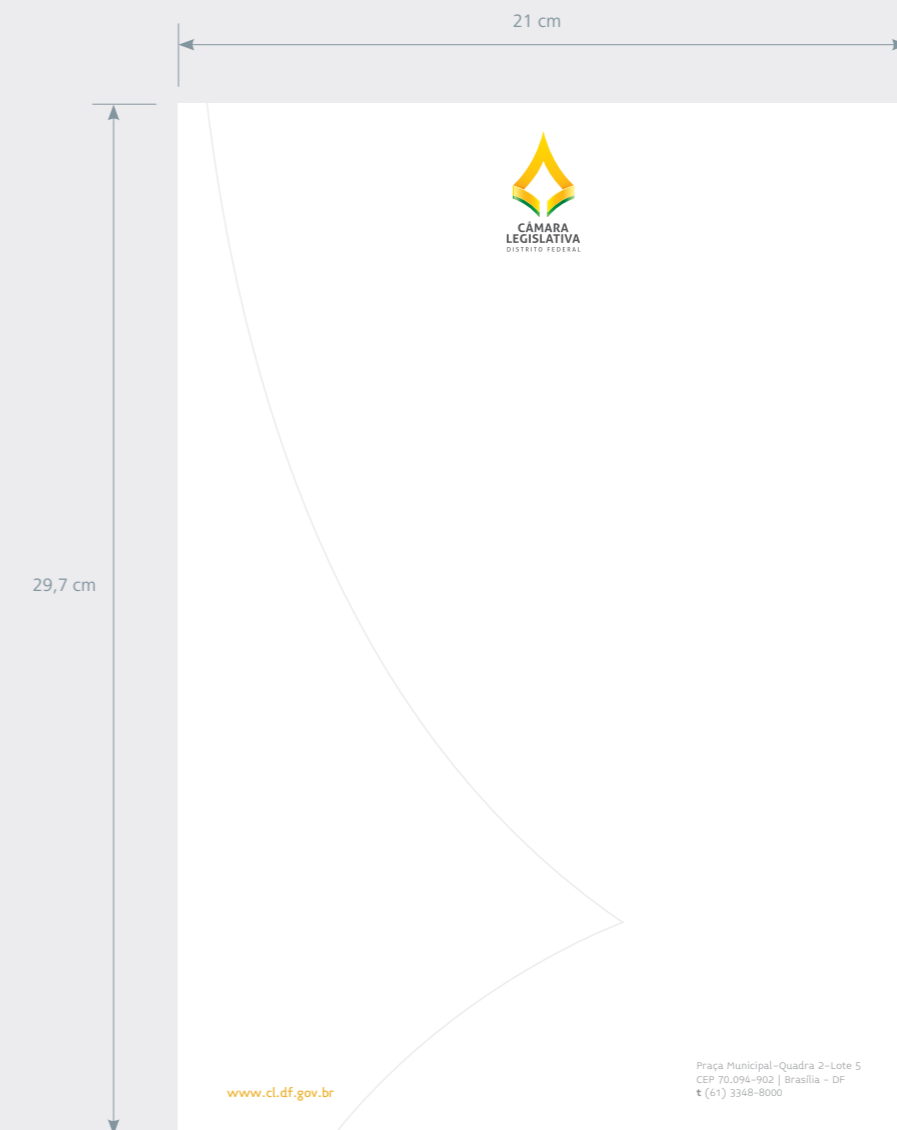 21 cm
CÂMARA
LEGISLATIVA
DISTRITO FEDERAL
29,7 cm
www.cl.df.gov.br
Praça Municipal-Quadra 2-Lote 5
CEP 70.094-902 | Brasília - DF
t (61) 3348-8000